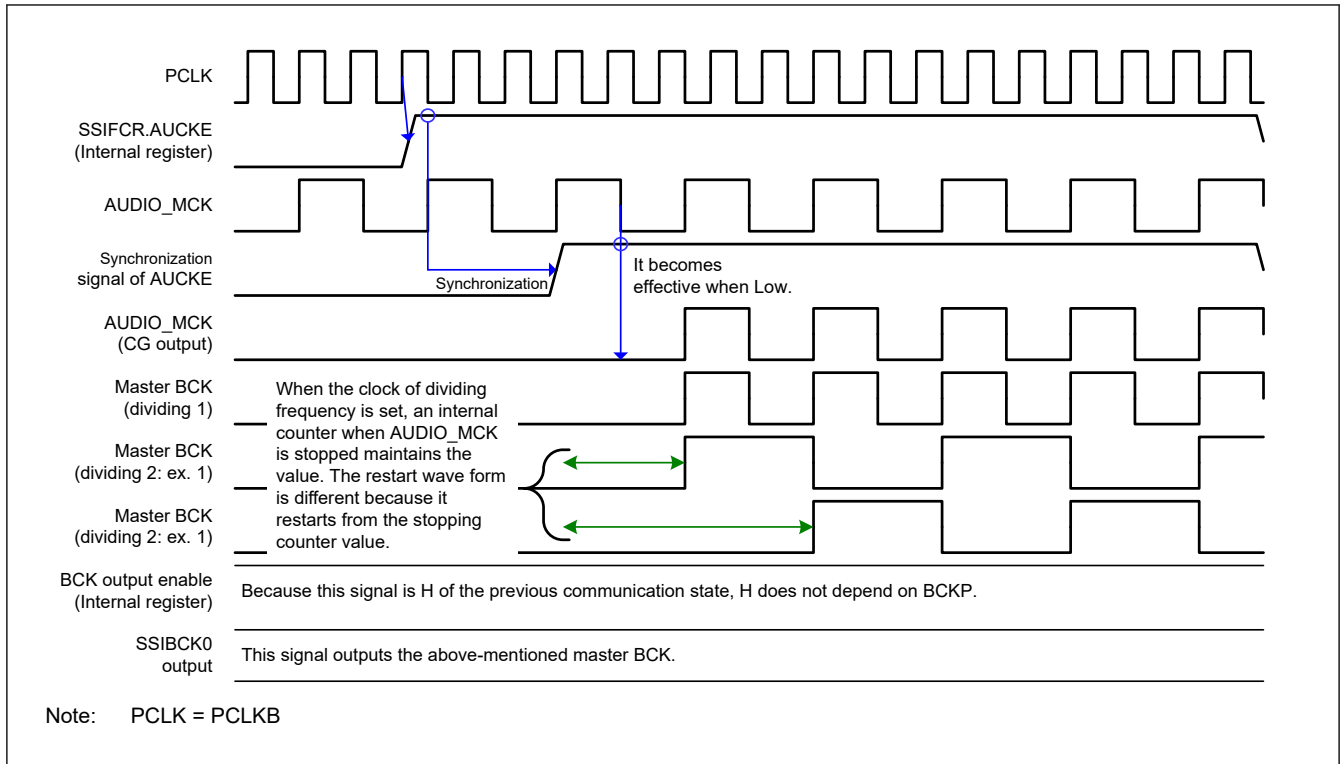 PCLK
SSIFCR.AUCKE
(Internal register)
AUDIO_MCK
Synchronization
signal of AUCKE
Synchronization
It becomes
effective when Low.
AUDIO_MCK
(CG output)
Master BCK
(dividing 1)
Master BCK
(dividing 2: ex. 1)
Master BCK
(dividing 2: ex. 1)
When the clock of dividing
frequency is set, an internal
counter when AUDIO_MCK
is stopped maintains the
value. The restart wave form
is different because it
restarts from the stopping
counter value.
BCK output enable
(Internal register)
Because this signal is H of the previous communication state, H does not depend on BCKP.
SSIBCK0
output
This signal outputs the above-mentioned master BCK.
Note: PCLK = PCLKB